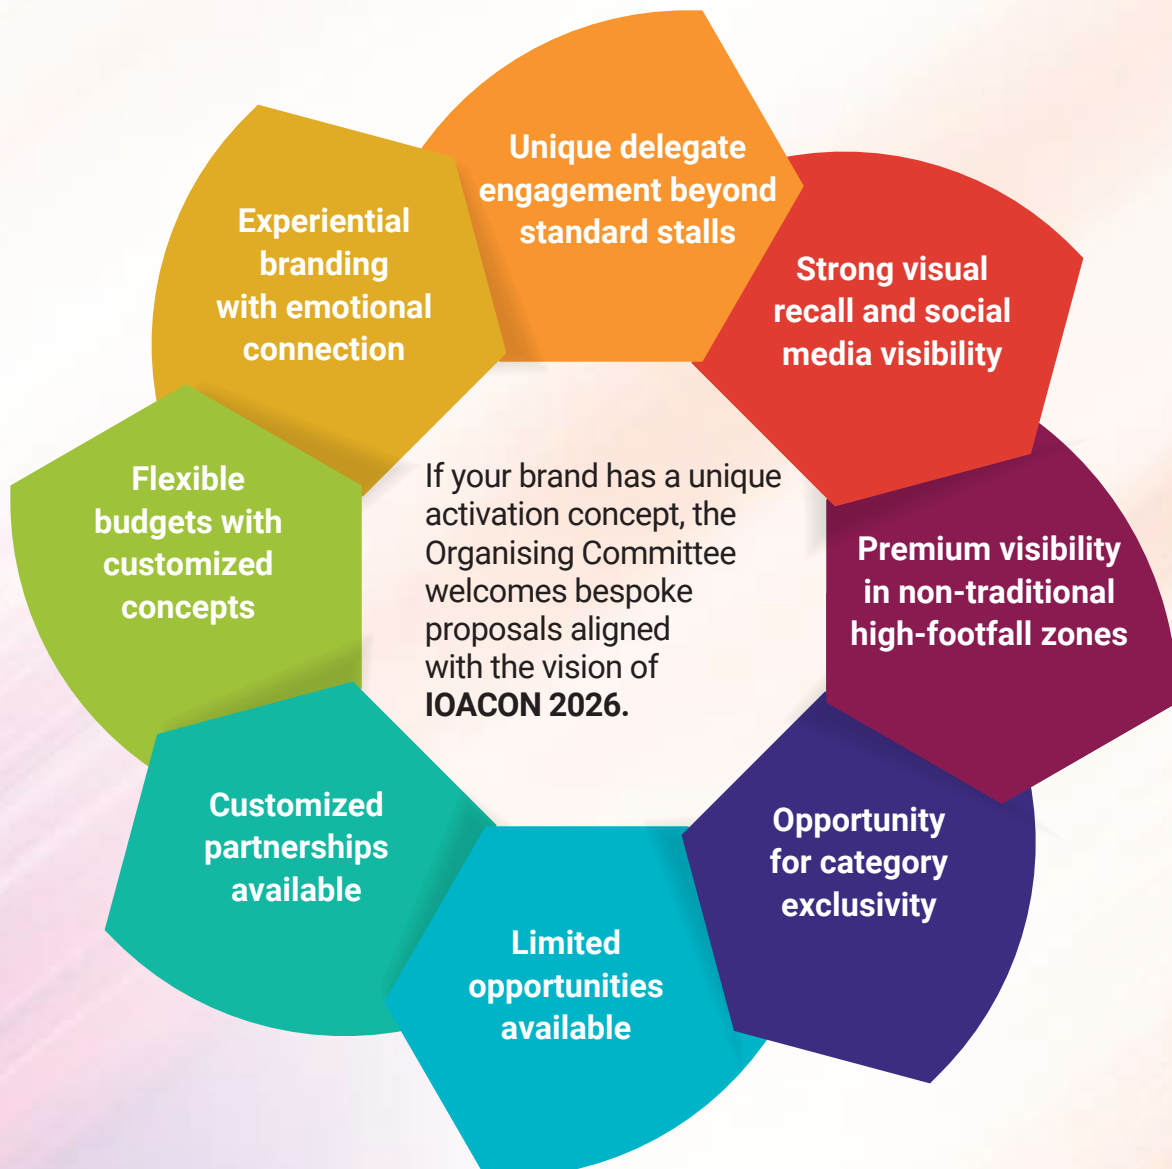 Unique delegate
engagement beyond
standard stalls
Strong visual
recall and social
media visibility
Premium visibility
in non-traditional
high-footfall zones
Opportunity
for category
exclusivity
Limited
opportunities
available
Customized
partnerships
available
Flexible
budgets with
customized
concepts
Experiential
branding
with emotional
connection
If your brand has a unique
activation concept, the
Organising Committee
welcomes bespoke
proposals aligned
with the vision of
IOACON 2026.